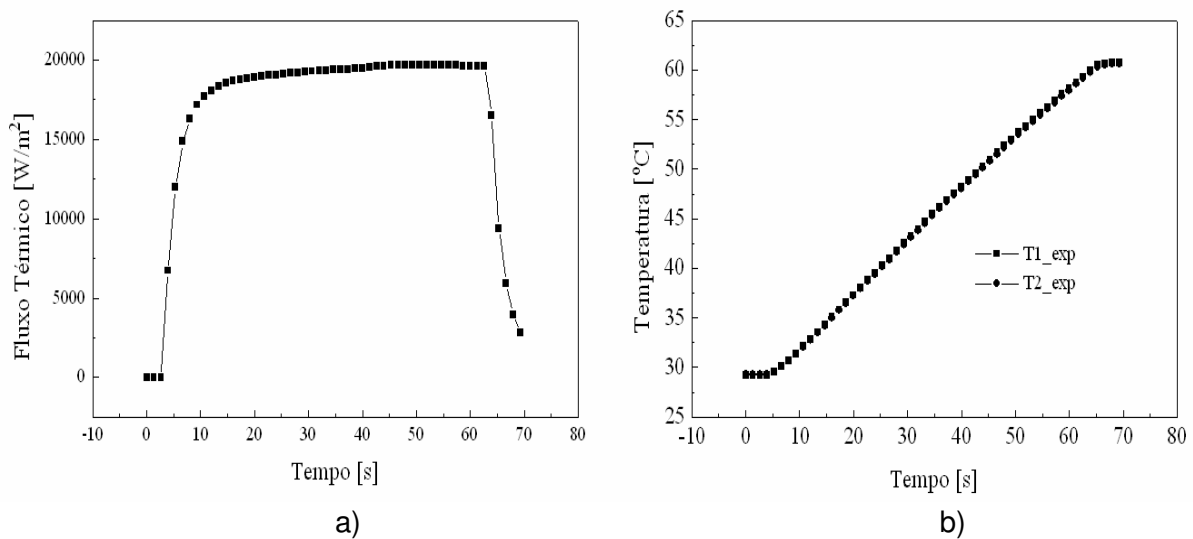 Fluxo Térmico [W/m²]
20000
15000
10000
5000
0
-10 0 10 20 30 40 50 60 70 80
Tempo [s]
a)
Temperatura [ºC]
65
60
55
50
45
40
35
30
25
T1_exp
T2_exp
-10 0 10 20 30 40 50 60 70 80
Tempo [s]
b)